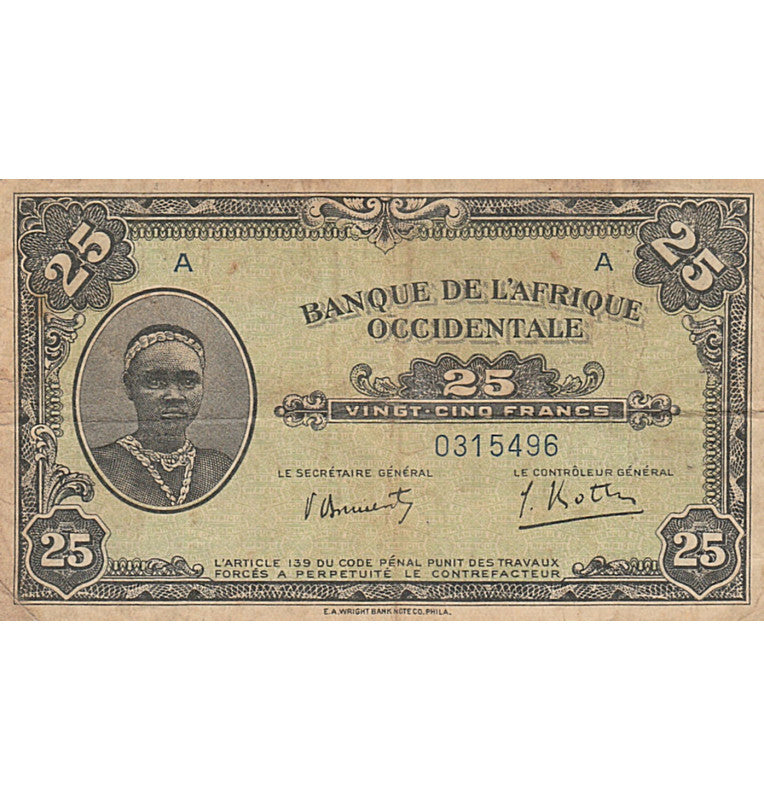 25
25
A
A
BANQUE DE L'AFRIQUE
OCCIDENTALE
25
VINGT-CINQ FRANCS
0315496
LE SECRÉTAIRE GÉNÉRAL
LE CONTRÔLEUR GÉNÉRAL
25
25
L'ARTICLE 139 DU CODE PÉNAL PUNIT DES TRAVAUX
FORCÉS A PERPETUITÉ LE CONTREFACTEUR
E.A.WRIGHT BANK NOTE CO. PHILA.